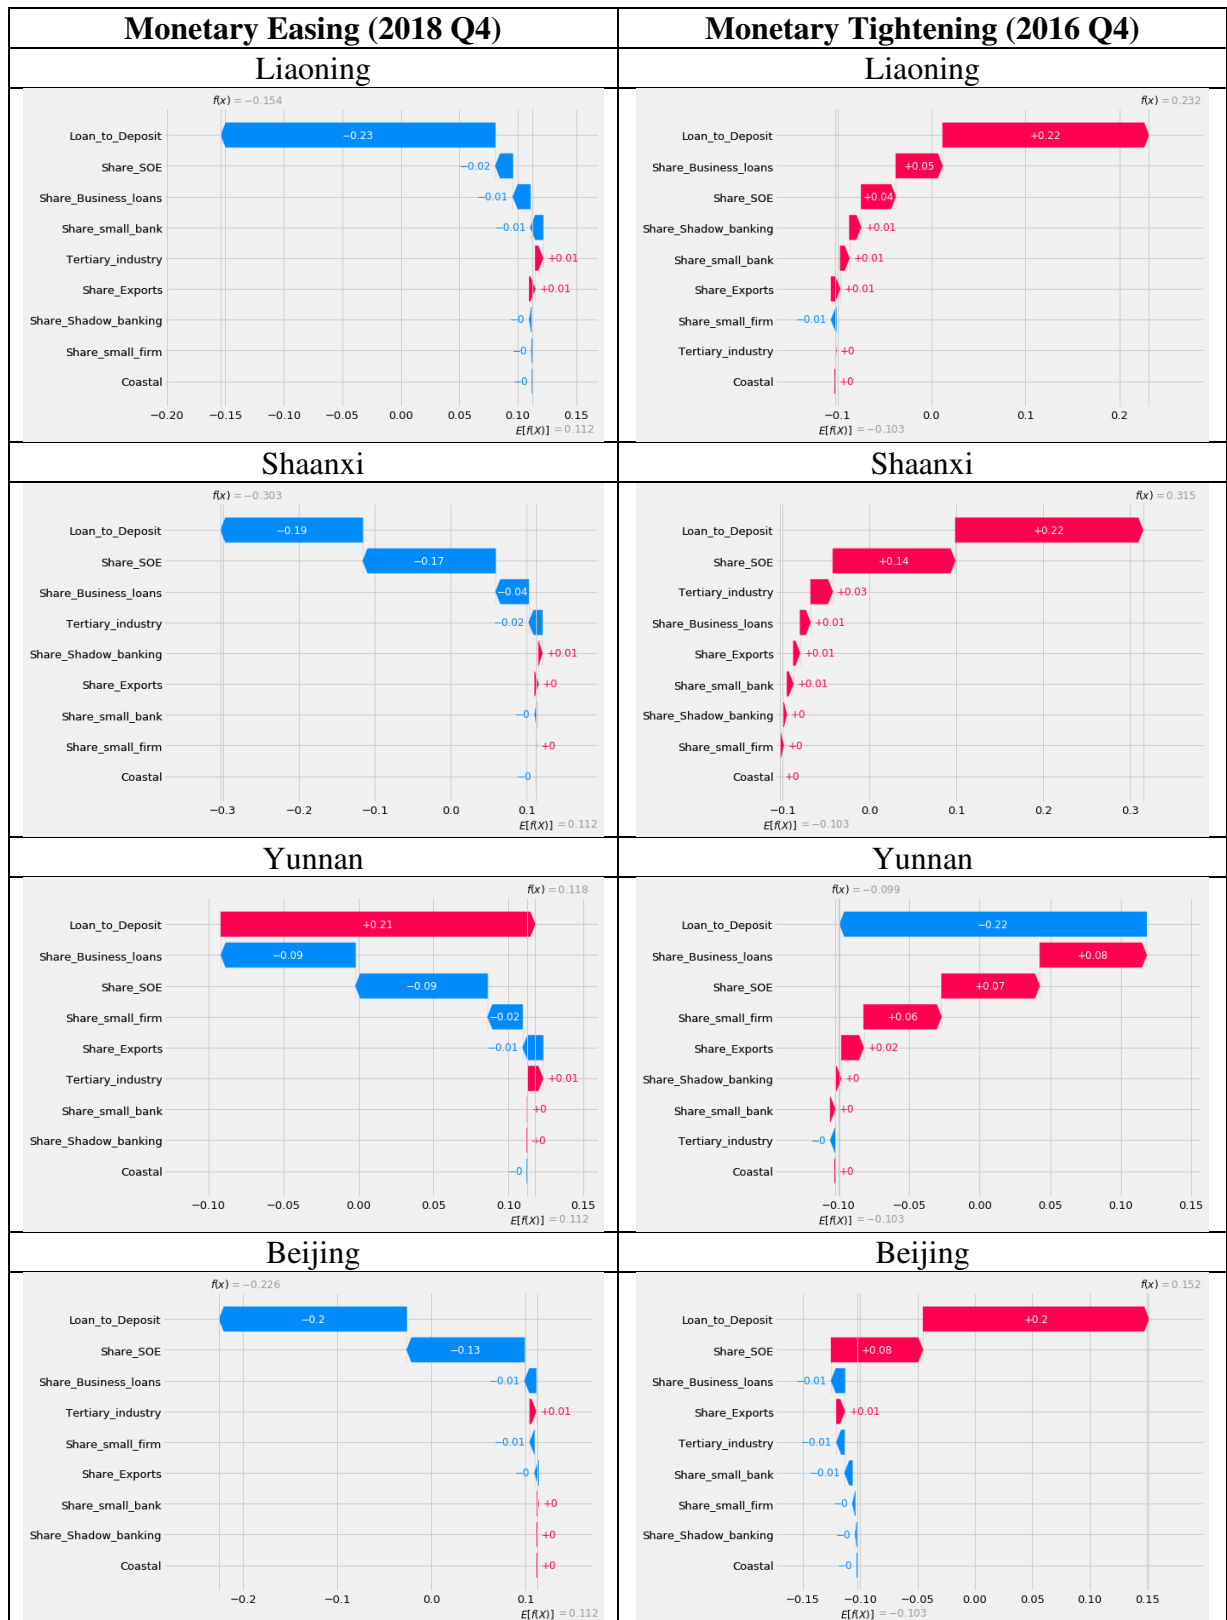 Monetary Easing (2018 Q4)
Monetary Tightening (2016 Q4)
Liaoning
f(x) = −0.154
Loan_to_Deposit −0.23
Share_SOE −0.02
Share_Business_loans −0.01
Share_small_bank −0.01
Tertiary_industry +0.01
Share_Exports +0.01
Share_Shadow_banking −0
Share_small_firm −0
Coastal −0
−0.20 −0.15 −0.10 −0.05 0.00 0.05 0.10 0.15
E[f(X)] = 0.112
Liaoning
f(x) = 0.232
Loan_to_Deposit +0.22
Share_Business_loans +0.05
Share_SOE +0.04
Share_Shadow_banking +0.01
Share_small_bank +0.01
Share_Exports +0.01
Share_small_firm −0.01
Tertiary_industry +0
Coastal +0
−0.1 0.0 0.1 0.2
E[f(X)] = −0.103
Shaanxi
f(x) = −0.303
Loan_to_Deposit −0.19
Share_SOE −0.17
Share_Business_loans −0.04
Tertiary_industry −0.02
Share_Shadow_banking +0.01
Share_Exports +0
Share_small_bank −0
Share_small_firm +0
Coastal −0
−0.3 −0.2 −0.1 0.0 0.1
E[f(X)] = 0.112
Shaanxi
f(x) = 0.315
Loan_to_Deposit +0.22
Share_SOE +0.14
Tertiary_industry +0.03
Share_Business_loans +0.01
Share_Exports +0.01
Share_small_bank +0.01
Share_Shadow_banking +0
Share_small_firm +0
Coastal +0
−0.1 0.0 0.1 0.2 0.3
E[f(X)] = −0.103
Yunnan
f(x) = 0.118
Loan_to_Deposit +0.21
Share_Business_loans −0.09
Share_SOE −0.09
Share_small_firm −0.02
Share_Exports −0.01
Tertiary_industry +0.01
Share_small_bank +0
Share_Shadow_banking +0
Coastal −0
−0.10 −0.05 0.00 0.05 0.10 0.15
E[f(X)] = 0.112
Yunnan
f(x) = −0.099
Loan_to_Deposit −0.22
Share_Business_loans +0.08
Share_SOE +0.07
Share_small_firm +0.06
Share_Exports +0.02
Share_Shadow_banking +0
Share_small_bank +0
Tertiary_industry −0
Coastal +0
−0.10 −0.05 0.00 0.05 0.10 0.15
E[f(X)] = −0.103
Beijing
f(x) = −0.226
Loan_to_Deposit −0.2
Share_SOE −0.13
Share_Business_loans −0.01
Tertiary_industry +0.01
Share_small_firm −0.01
Share_Exports −0
Share_small_bank +0
Share_Shadow_banking +0
Coastal +0
−0.2 −0.1 0.0 0.1
E[f(X)] = 0.112
Beijing
f(x) = 0.152
Loan_to_Deposit +0.2
Share_SOE +0.08
Share_Business_loans −0.01
Share_Exports +0.01
Tertiary_industry −0.01
Share_small_bank −0.01
Share_small_firm −0
Share_Shadow_banking −0
Coastal −0
−0.15 −0.10 −0.05 0.00 0.05 0.10 0.15
E[f(X)] = −0.103